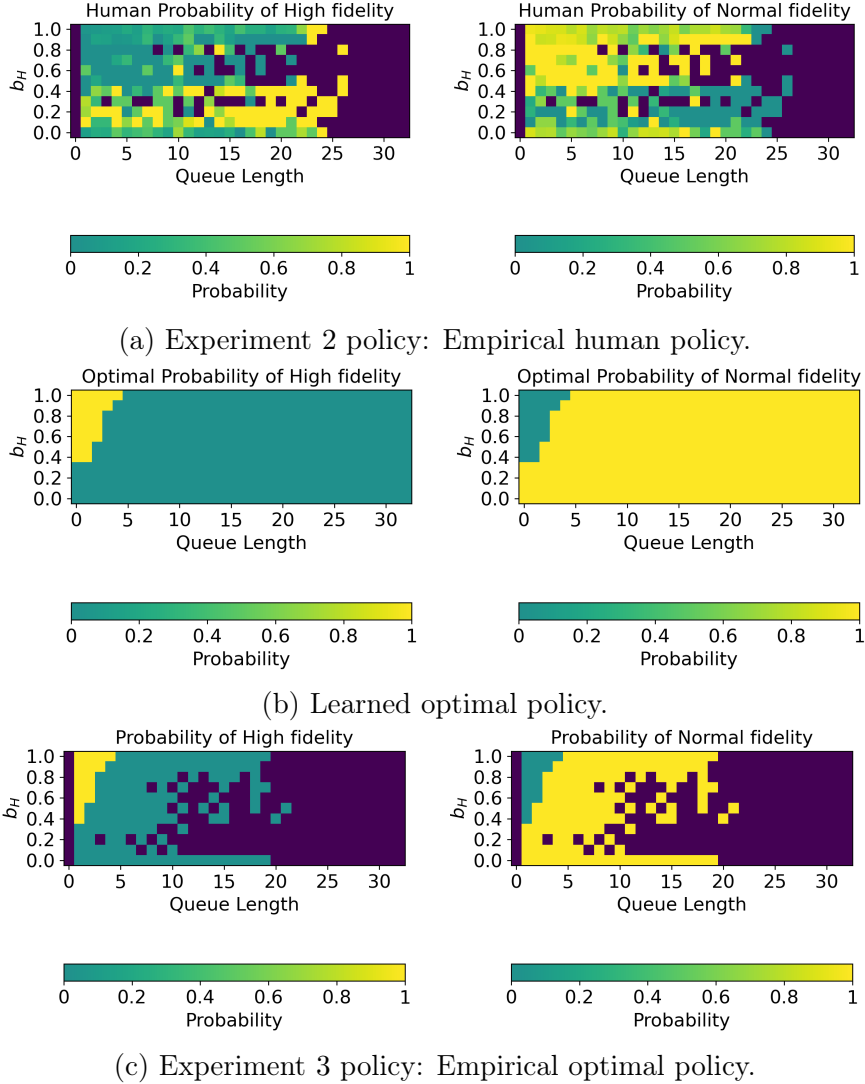 Human Probability of High fidelity Human Probability of Normal fidelity
1.0 1.0
0.8 0.8
b_H 0.6 b_H 0.6
0.4 0.4
0.2 0.2
0.0 0.0
0 5 10 15 20 25 30 0 5 10 15 20 25 30
Queue Length Queue Length
0 0.2 0.4 0.6 0.8 1 0 0.2 0.4 0.6 0.8 1
Probability Probability
(a) Experiment 2 policy: Empirical human policy.
Optimal Probability of High fidelity Optimal Probability of Normal fidelity
1.0 1.0
0.8 0.8
b_H 0.6 b_H 0.6
0.4 0.4
0.2 0.2
0.0 0.0
0 5 10 15 20 25 30 0 5 10 15 20 25 30
Queue Length Queue Length
0 0.2 0.4 0.6 0.8 1 0 0.2 0.4 0.6 0.8 1
Probability Probability
(b) Learned optimal policy.
Probability of High fidelity Probability of Normal fidelity
1.0 1.0
0.8 0.8
b_H 0.6 b_H 0.6
0.4 0.4
0.2 0.2
0.0 0.0
0 5 10 15 20 25 30 0 5 10 15 20 25 30
Queue Length Queue Length
0 0.2 0.4 0.6 0.8 1 0 0.2 0.4 0.6 0.8 1
Probability Probability
(c) Experiment 3 policy: Empirical optimal policy.